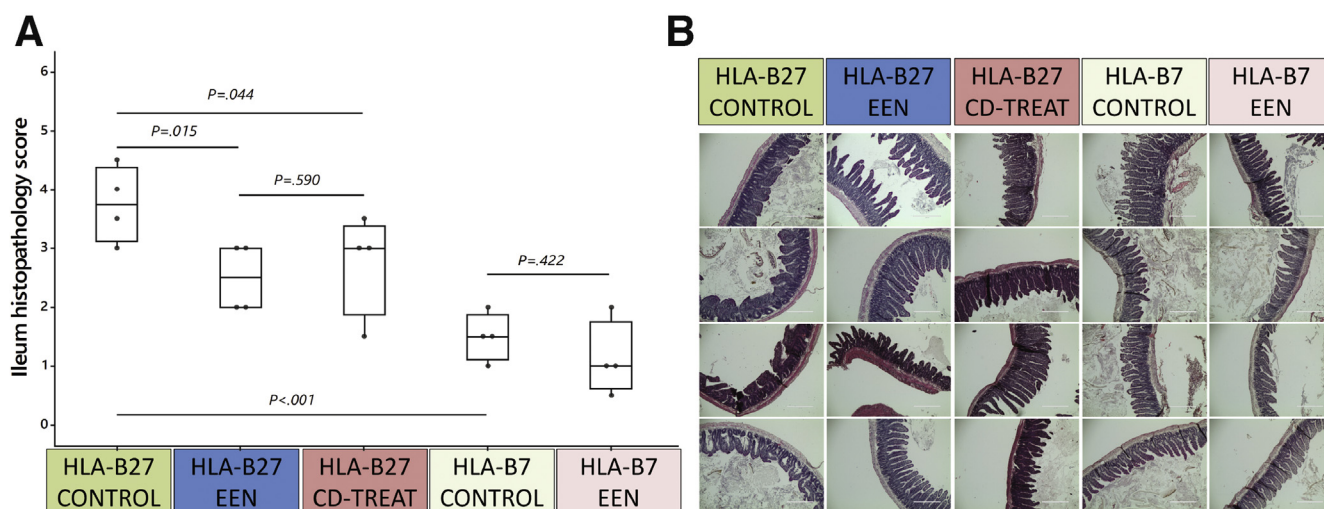 A
Ileum histopathology score
6
5
4
3
2
1
0
P=.044
P=.015
P=.590
P=.422
P<.001
HLA-B27
CONTROL
HLA-B27
EEN
HLA-B27
CD-TREAT
HLA-B7
CONTROL
HLA-B7
EEN
B
HLA-B27
CONTROL
HLA-B27
EEN
HLA-B27
CD-TREAT
HLA-B7
CONTROL
HLA-B7
EEN